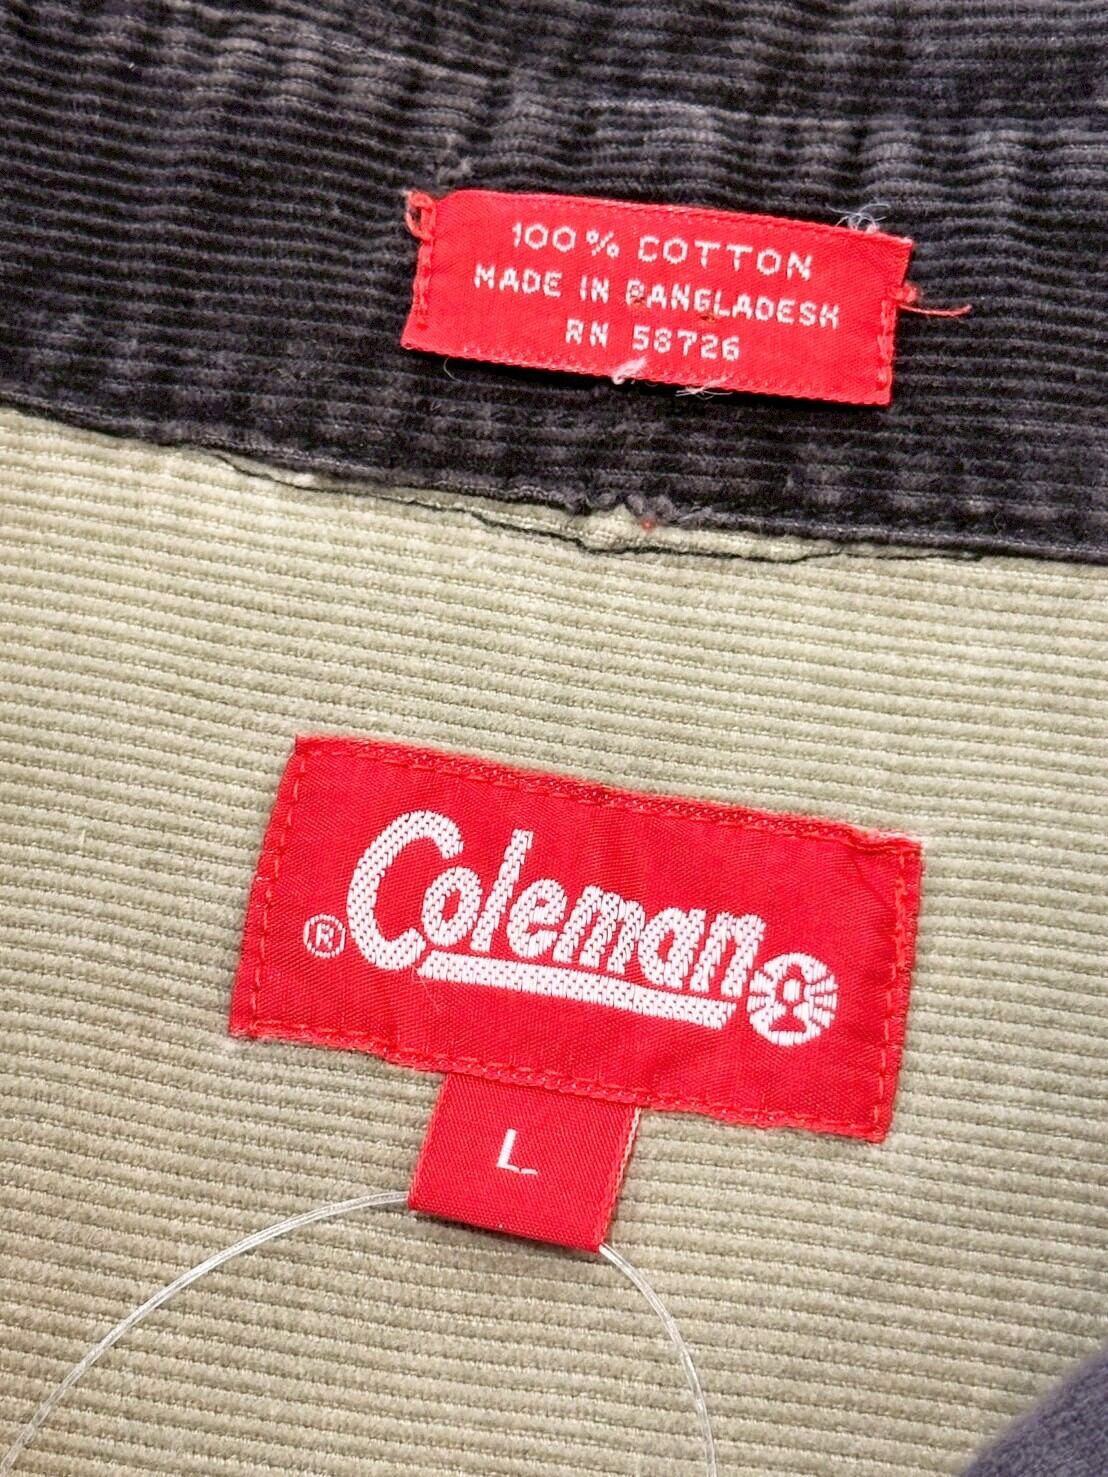 100% COTTON
MADE IN BANGLADESH
RN 58726
® Coleman
L